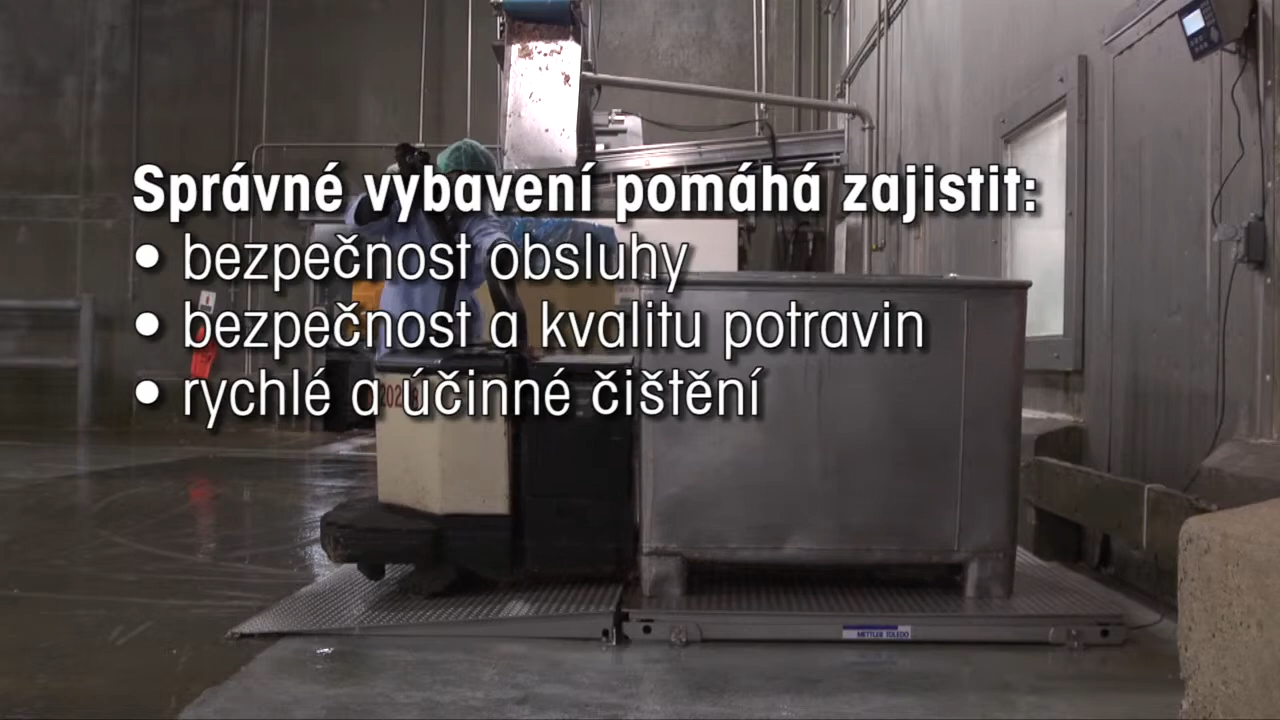 Správné vybavení pomáhá zajistit:
• bezpečnost obsluhy
• bezpečnost a kvalitu potravin
• rychlé a účinné čištění
METTLER TOLEDO